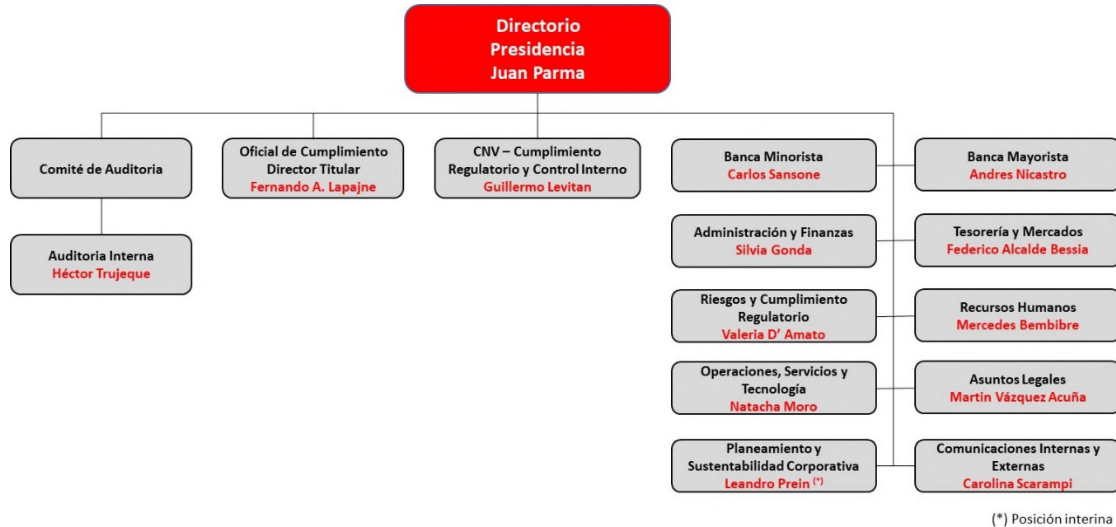 Directorio
Presidencia
Juan Parma
Comité de Auditoria
Oficial de Cumplimiento
Director Titular
Fernando A. Lapajne
CNV – Cumplimiento
Regulatorio y Control Interno
Guillermo Levitan
Banca Minorista
Carlos Sansone
Banca Mayorista
Andres Nicastro
Auditoria Interna
Héctor Trujeque
Administración y Finanzas
Silvia Gonda
Tesorería y Mercados
Federico Alcalde Bessia
Riesgos y Cumplimiento
Regulatorio
Valeria D’ Amato
Recursos Humanos
Mercedes Bembibre
Operaciones, Servicios y
Tecnología
Natacha Moro
Asuntos Legales
Martin Vázquez Acuña
Planeamiento y
Sustentabilidad Corporativa
Leandro Prein (*)
Comunicaciones Internas y
Externas
Carolina Scarampi
(*) Posición interina